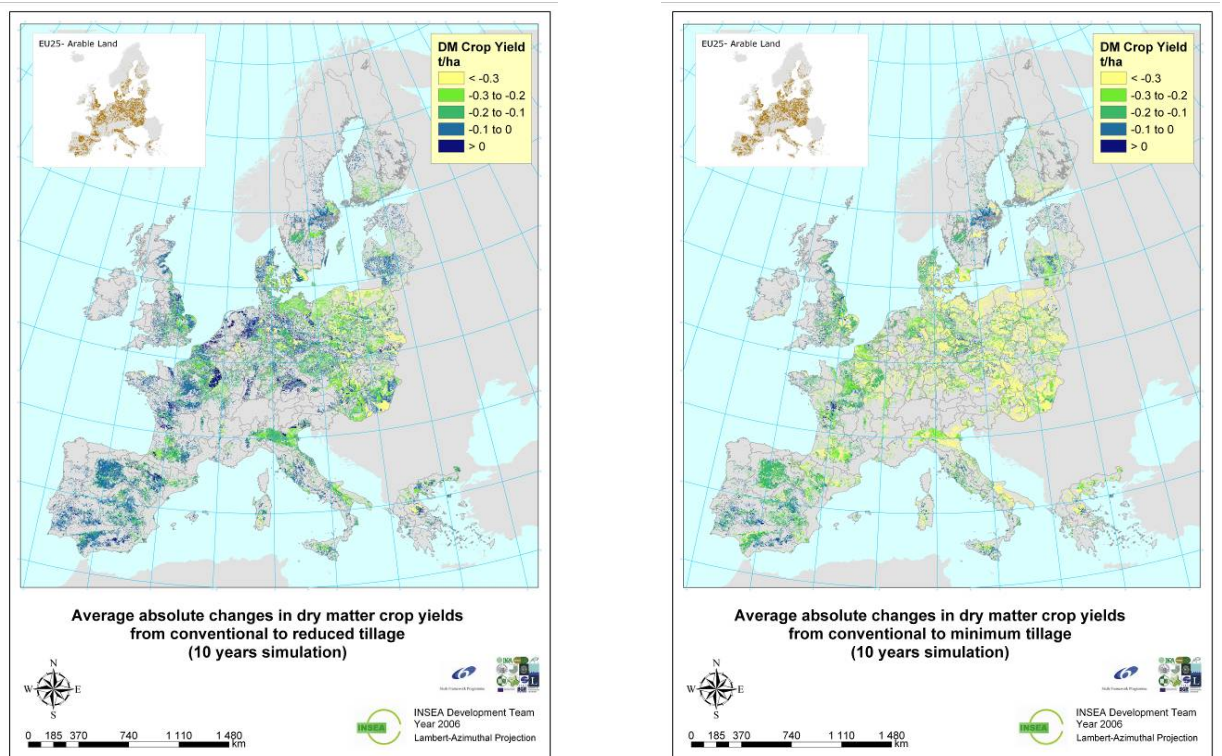 EU25- Arable Land
DM Crop Yield
t/ha
< -0.3
-0.3 to -0.2
-0.2 to -0.1
-0.1 to 0
> 0
Average absolute changes in dry matter crop yields
from conventional to reduced tillage
(10 years simulation)
N
W E
S
Sixth Framework Programme
INSEA
INSEA Development Team
Year 2006
Lambert-Azimuthal Projection
0 185 370 740 1 110 1 480
km
EU25- Arable Land
DM Crop Yield
t/ha
< -0.3
-0.3 to -0.2
-0.2 to -0.1
-0.1 to 0
> 0
Average absolute changes in dry matter crop yields
from conventional to minimum tillage
(10 years simulation)
N
W E
S
Sixth Framework Programme
INSEA
INSEA Development Team
Year 2006
Lambert-Azimuthal Projection
0 185 370 740 1 110 1 480
km